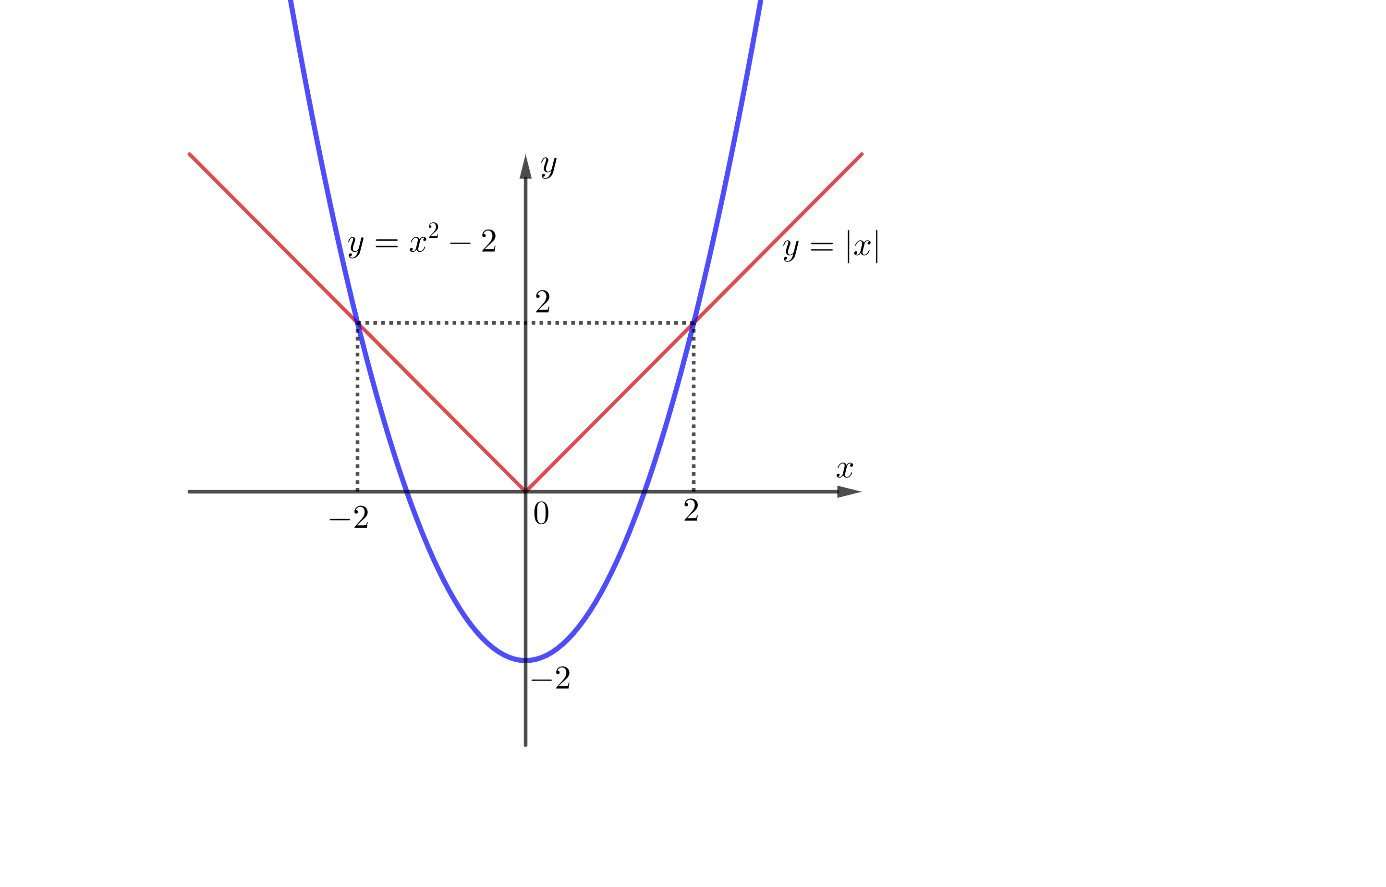 y
y = x² − 2
y = |x|
2
x
−2
0
2
−2